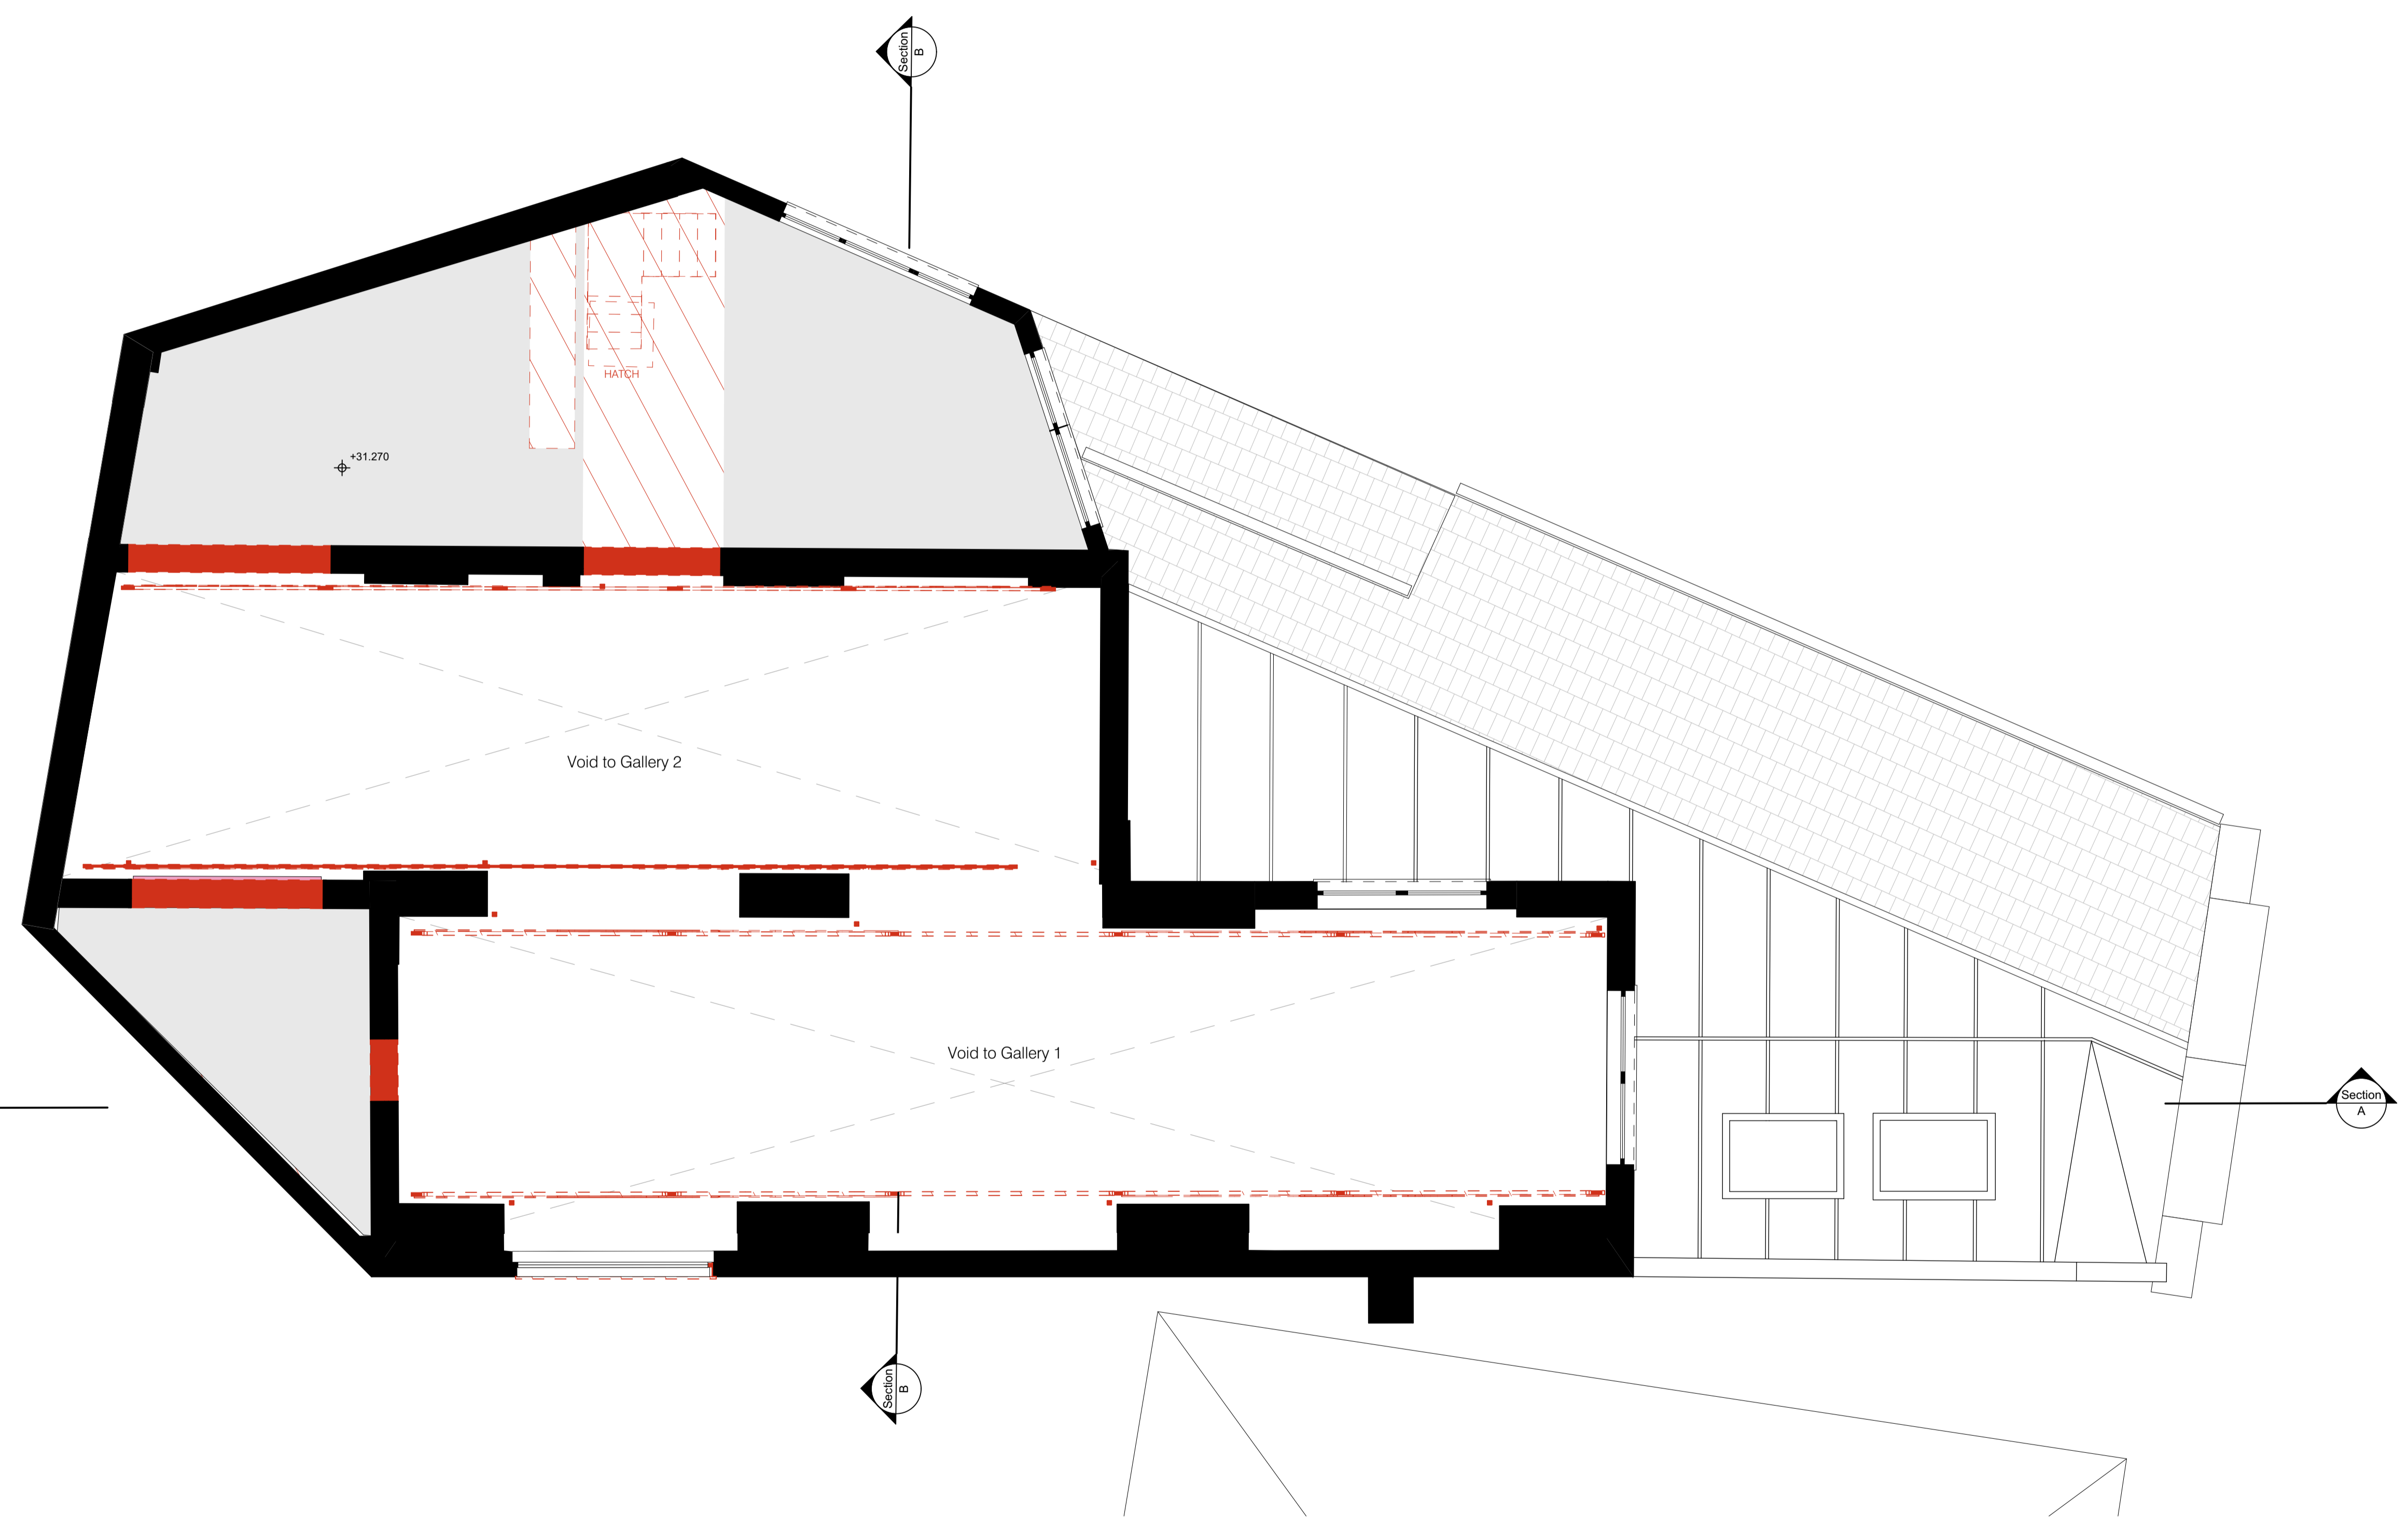 Section
B
HATCH
+31.270
Void to Gallery 2
Void to Gallery 1
Section
A
Section
B